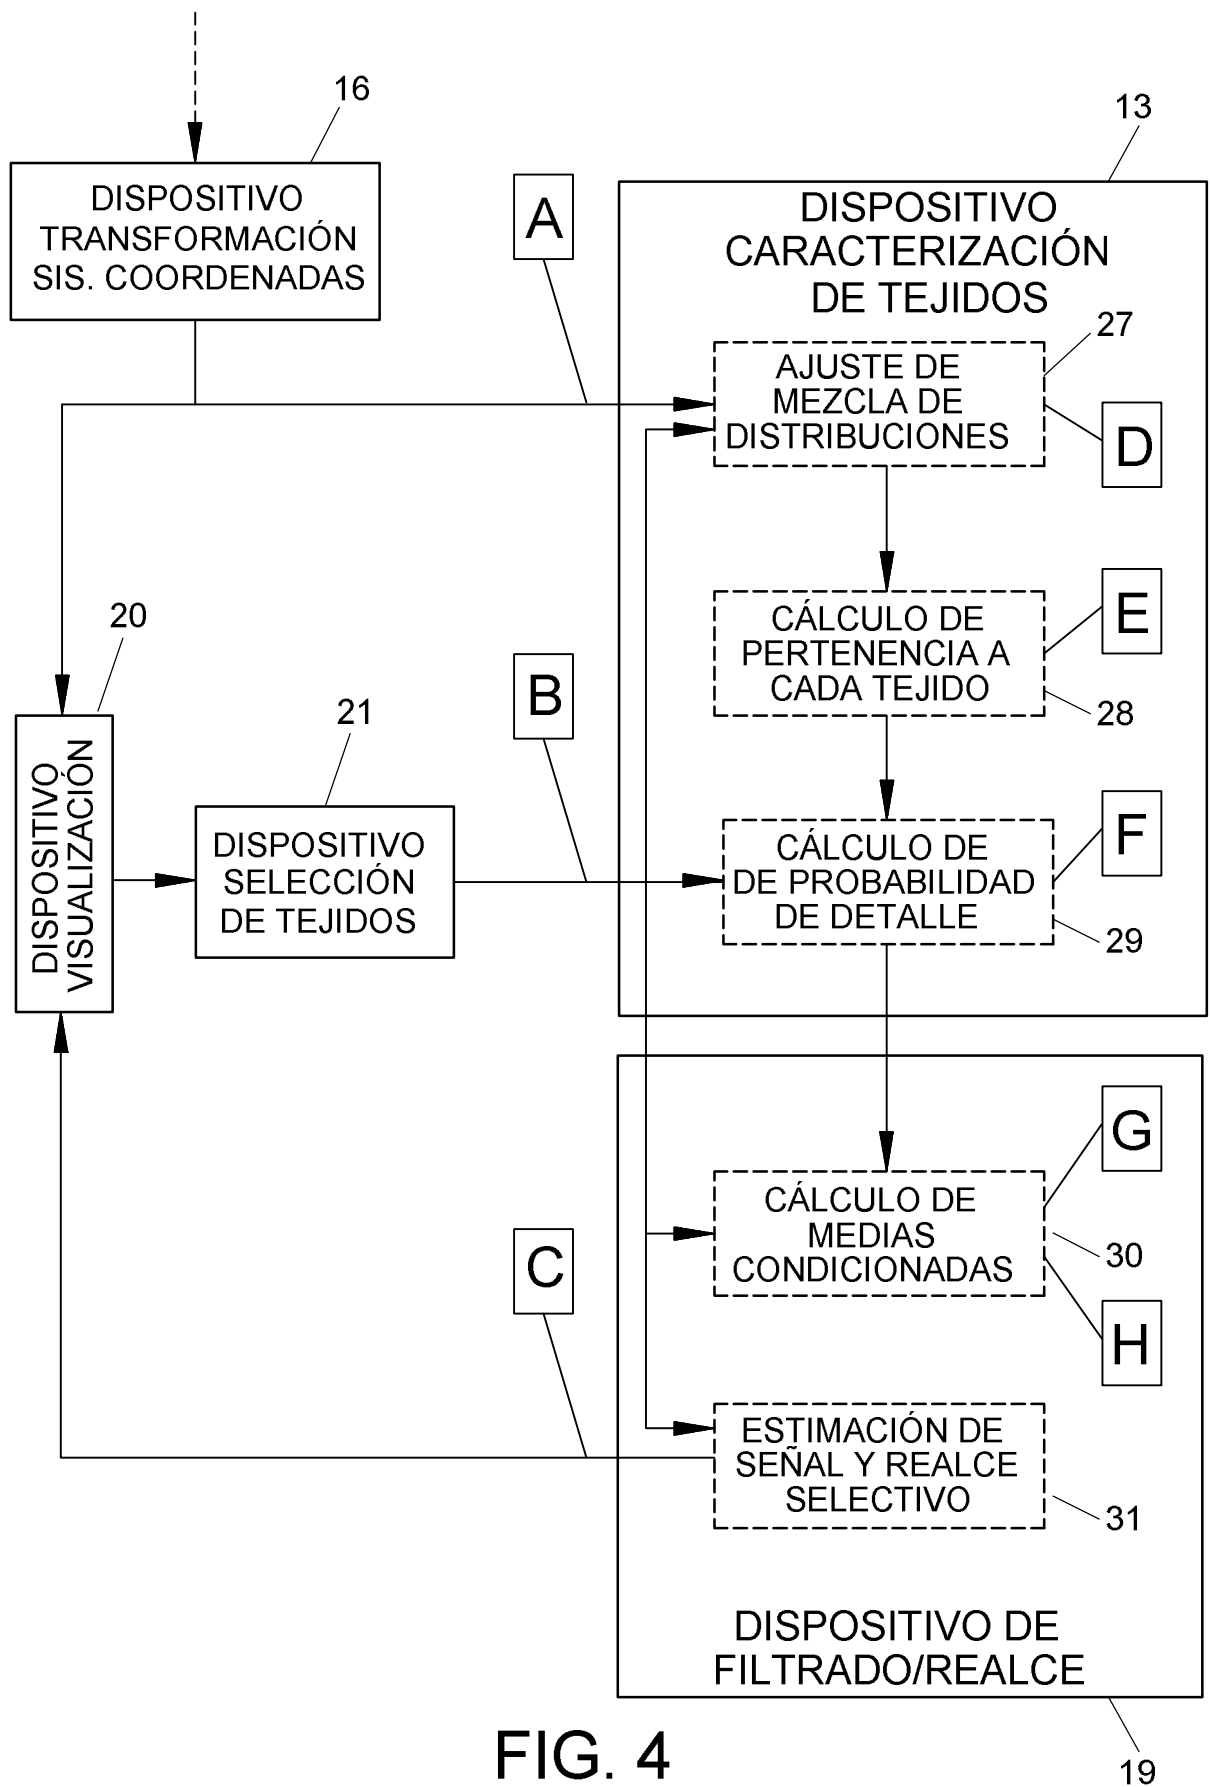 16
DISPOSITIVO
TRANSFORMACIÓN
SIS. COORDENADAS
A
13
DISPOSITIVO
CARACTERIZACIÓN
DE TEJIDOS
27
AJUSTE DE
MEZCLA DE
DISTRIBUCIONES
D
CÁLCULO DE
PERTENENCIA A
CADA TEJIDO
E
28
20
DISPOSITIVO
VISUALIZACIÓN
21
DISPOSITIVO
SELECCIÓN
DE TEJIDOS
B
CÁLCULO DE
DE PROBABILIDAD
DE DETALLE
F
29
G
CÁLCULO DE
MEDIAS
CONDICIONADAS
30
H
C
ESTIMACIÓN DE
SEÑAL Y REALCE
SELECTIVO
31
DISPOSITIVO DE
FILTRADO/REALCE
19
FIG. 4